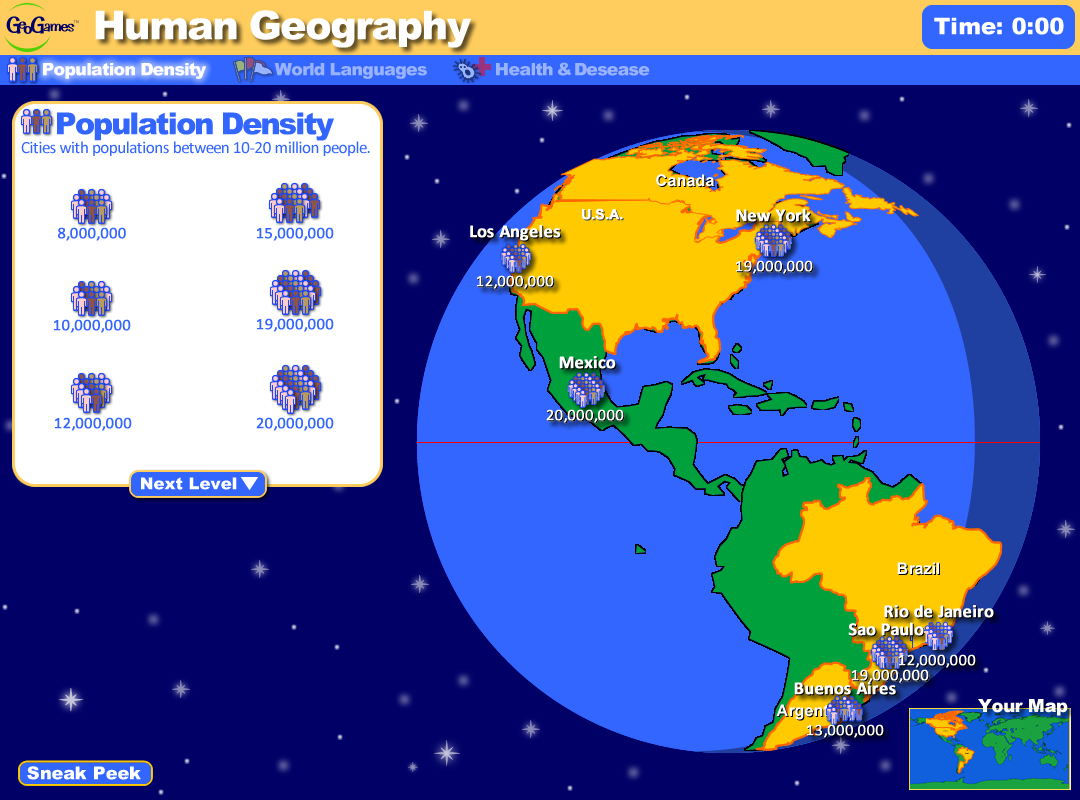 GeoGames™
Human Geography
Time: 0:00
Population Density
World Languages
Health & Desease
Population Density
Cities with populations between 10-20 million people.
8,000,000
15,000,000
10,000,000
19,000,000
12,000,000
20,000,000
Next Level
Canada
U.S.A.
New York
19,000,000
Los Angeles
12,000,000
Mexico
20,000,000
Brazil
Rio de Janeiro
12,000,000
Sao Paulo
19,000,000
Buenos Aires
Argent
13,000,000
Your Map
Sneak Peek